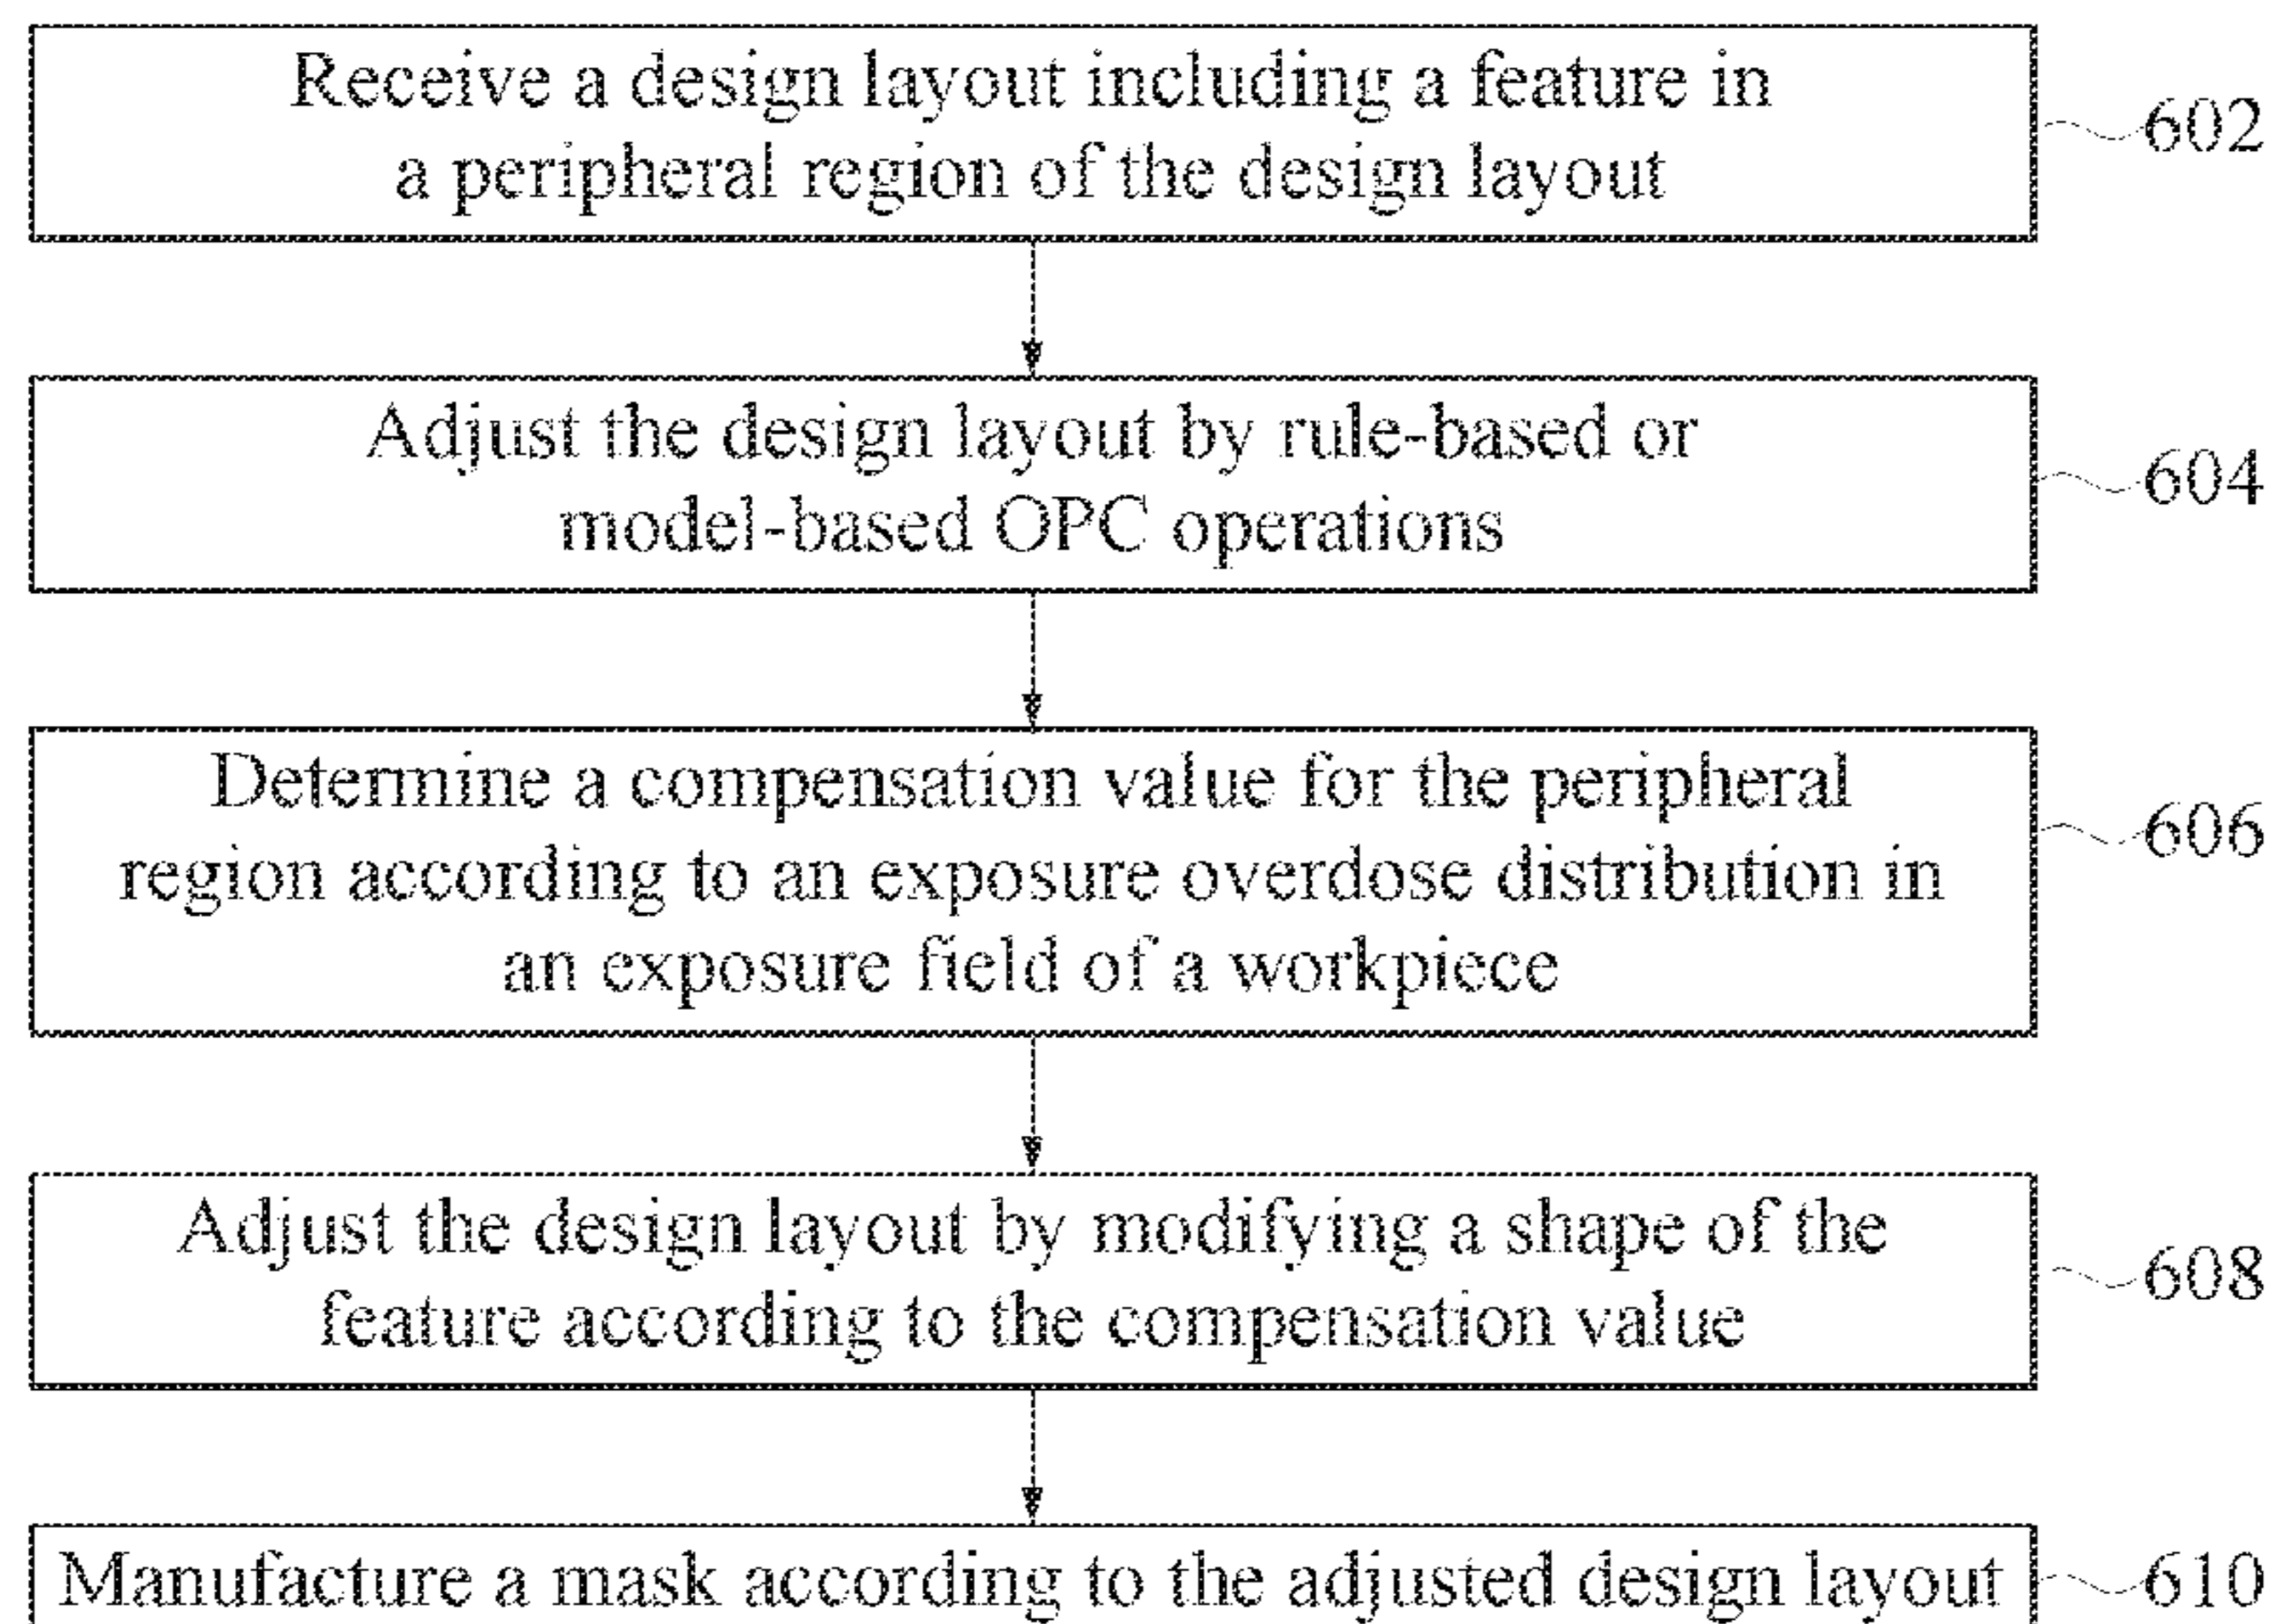 Receive a design layout including a feature in
a peripheral region of the design layout
602
Adjust the design layout by rule-based or
model-based OPC operations
604
Determine a compensation value for the peripheral
region according to an exposure overdose distribution in
an exposure field of a workpiece
606
Adjust the design layout by modifying a shape of the
feature according to the compensation value
608
Manufacture a mask according to the adjusted design layout
610